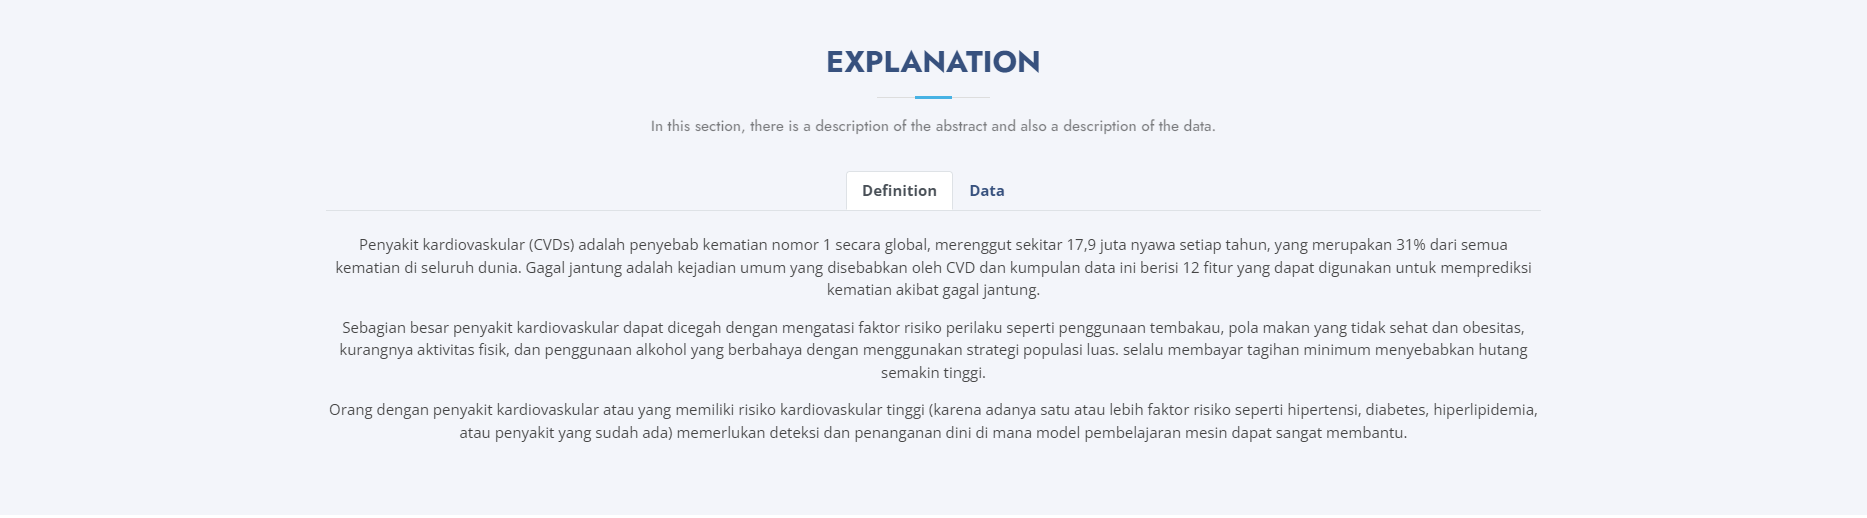 EXPLANATION
In this section, there is a description of the abstract and also a description of the data.
Definition
Data
Penyakit kardiovaskular (CVDs) adalah penyebab kematian nomor 1 secara global, merenggut sekitar 17,9 juta nyawa setiap tahun, yang merupakan 31% dari semua
kematian di seluruh dunia. Gagal jantung adalah kejadian umum yang disebabkan oleh CVD dan kumpulan data ini berisi 12 fitur yang dapat digunakan untuk memprediksi
kematian akibat gagal jantung.
Sebagian besar penyakit kardiovaskular dapat dicegah dengan mengatasi faktor risiko perilaku seperti penggunaan tembakau, pola makan yang tidak sehat dan obesitas,
kurangnya aktivitas fisik, dan penggunaan alkohol yang berbahaya dengan menggunakan strategi populasi luas. selalu membayar tagihan minimum menyebabkan hutang
semakin tinggi.
Orang dengan penyakit kardiovaskular atau yang memiliki risiko kardiovaskular tinggi (karena adanya satu atau lebih faktor risiko seperti hipertensi, diabetes, hiperlipidemia,
atau penyakit yang sudah ada) memerlukan deteksi dan penanganan dini di mana model pembelajaran mesin dapat sangat membantu.